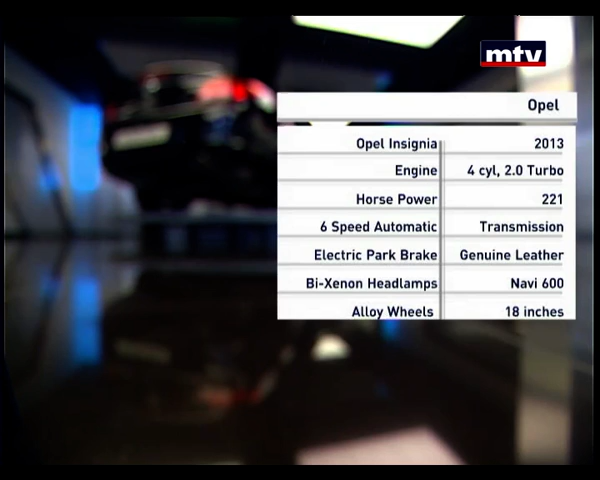 mtv
Opel
Opel Insignia 2013
Engine 4 cyl, 2.0 Turbo
Horse Power 221
6 Speed Automatic Transmission
Electric Park Brake Genuine Leather
Bi-Xenon Headlamps Navi 600
Alloy Wheels 18 inches